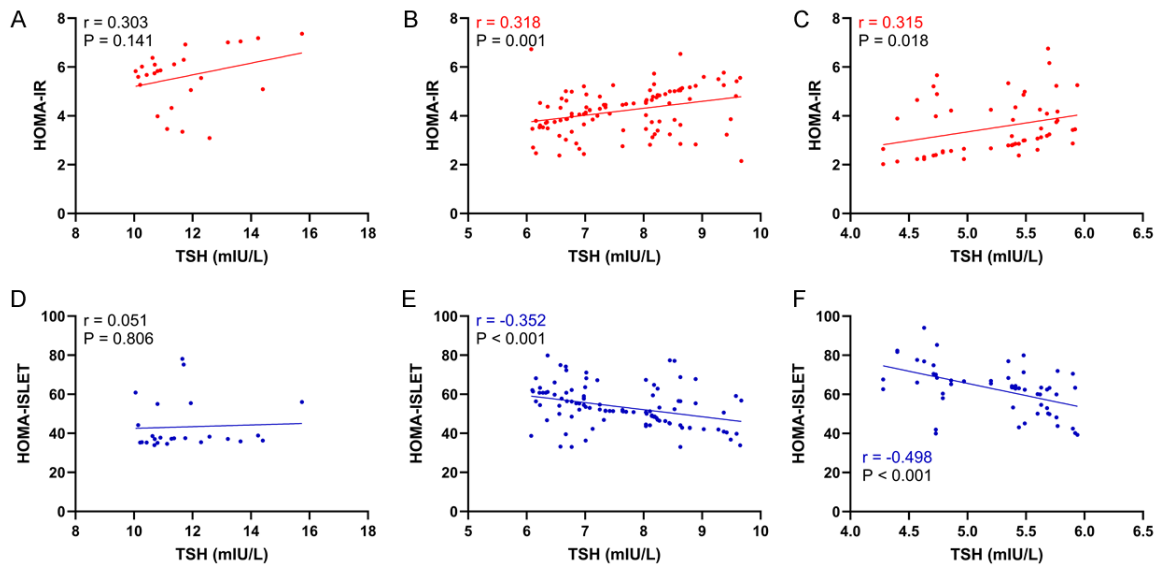 A
r = 0.303
P = 0.141
HOMA-IR
8
6
4
2
0
8 10 12 14 16 18
TSH (mIU/L)
B
r = 0.318
P = 0.001
HOMA-IR
8
6
4
2
0
5 6 7 8 9 10
TSH (mIU/L)
C
r = 0.315
P = 0.018
HOMA-IR
8
6
4
2
0
4.0 4.5 5.0 5.5 6.0 6.5
TSH (mIU/L)
D
r = 0.051
P = 0.806
HOMA-ISLET
100
80
60
40
20
0
8 10 12 14 16 18
TSH (mIU/L)
E
r = -0.352
P < 0.001
HOMA-ISLET
100
80
60
40
20
0
5 6 7 8 9 10
TSH (mIU/L)
F
HOMA-ISLET
100
80
60
40
20
0
r = -0.498
P < 0.001
4.0 4.5 5.0 5.5 6.0 6.5
TSH (mIU/L)